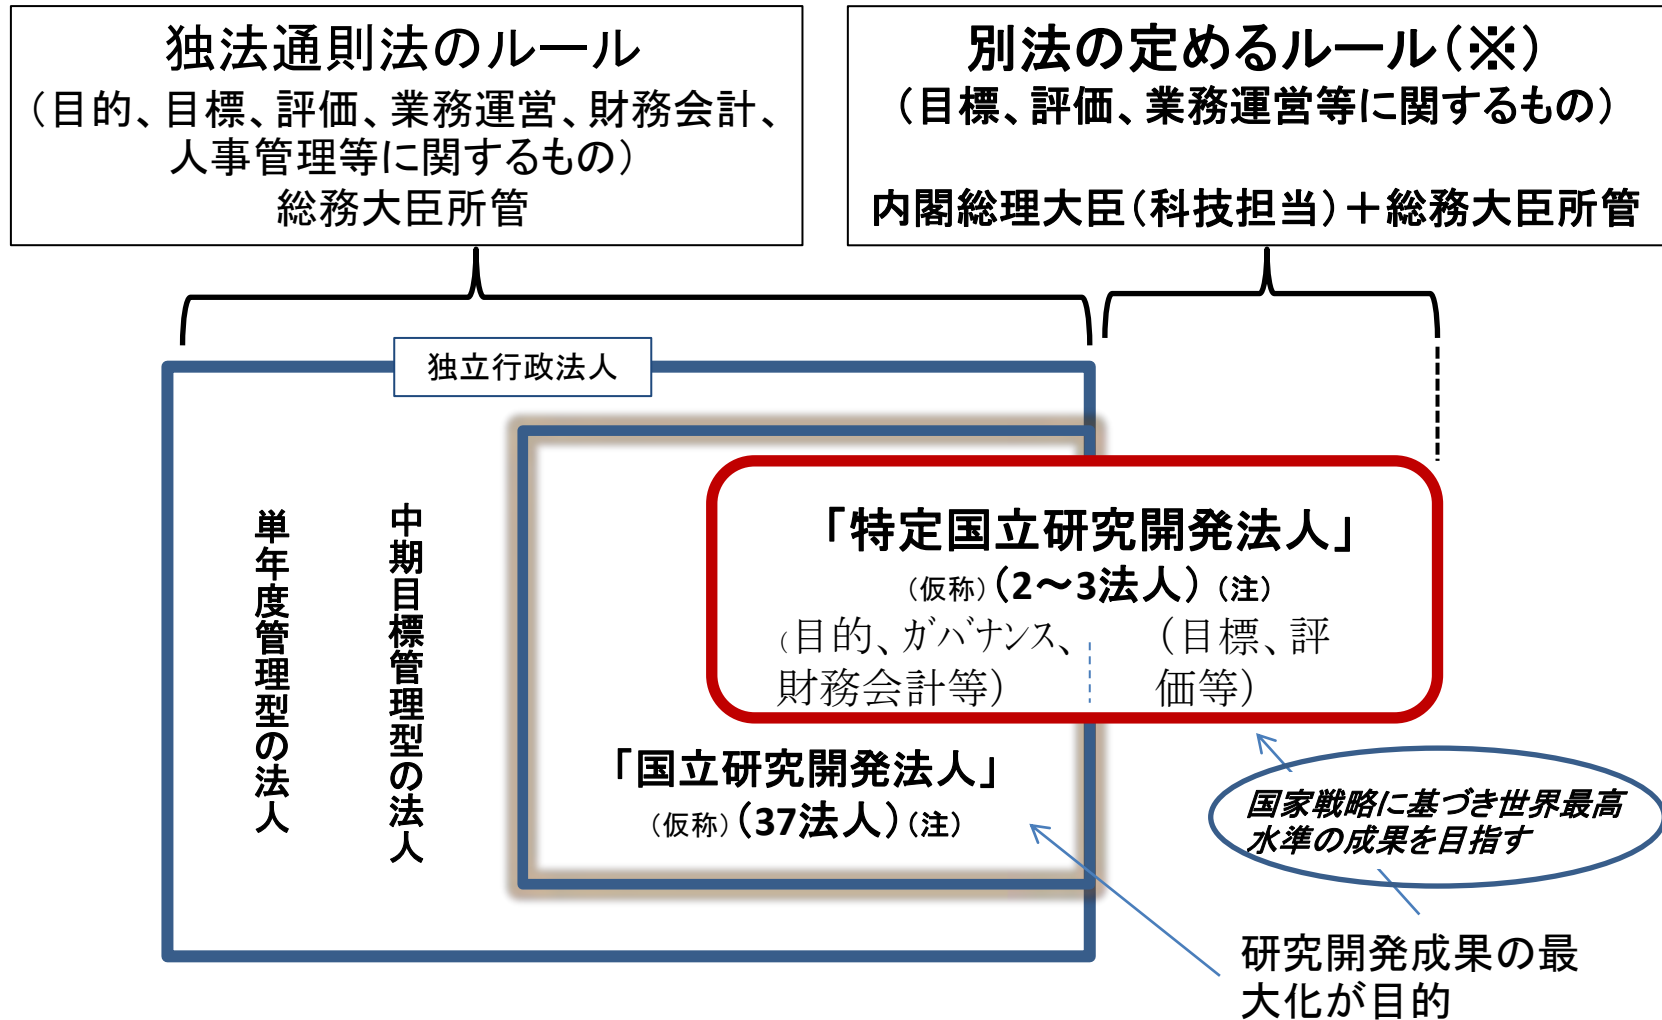 独法通則法のルール
（目的、目標、評価、業務運営、財務会計、
人事管理等に関するもの）
総務大臣所管
別法の定めるルール（※）
（目標、評価、業務運営等に関するもの）
内閣総理大臣（科技担当）＋総務大臣所管
独立行政法人
単年度管理型の法人
中期目標管理型の法人
「特定国立研究開発法人」
（仮称）（2～3法人）（注）
（目的、ガバナンス、
財務会計等）
（目標、評
価等）
「国立研究開発法人」
（仮称）（37法人）（注）
国家戦略に基づき世界最高
水準の成果を目指す
研究開発成果の最
大化が目的